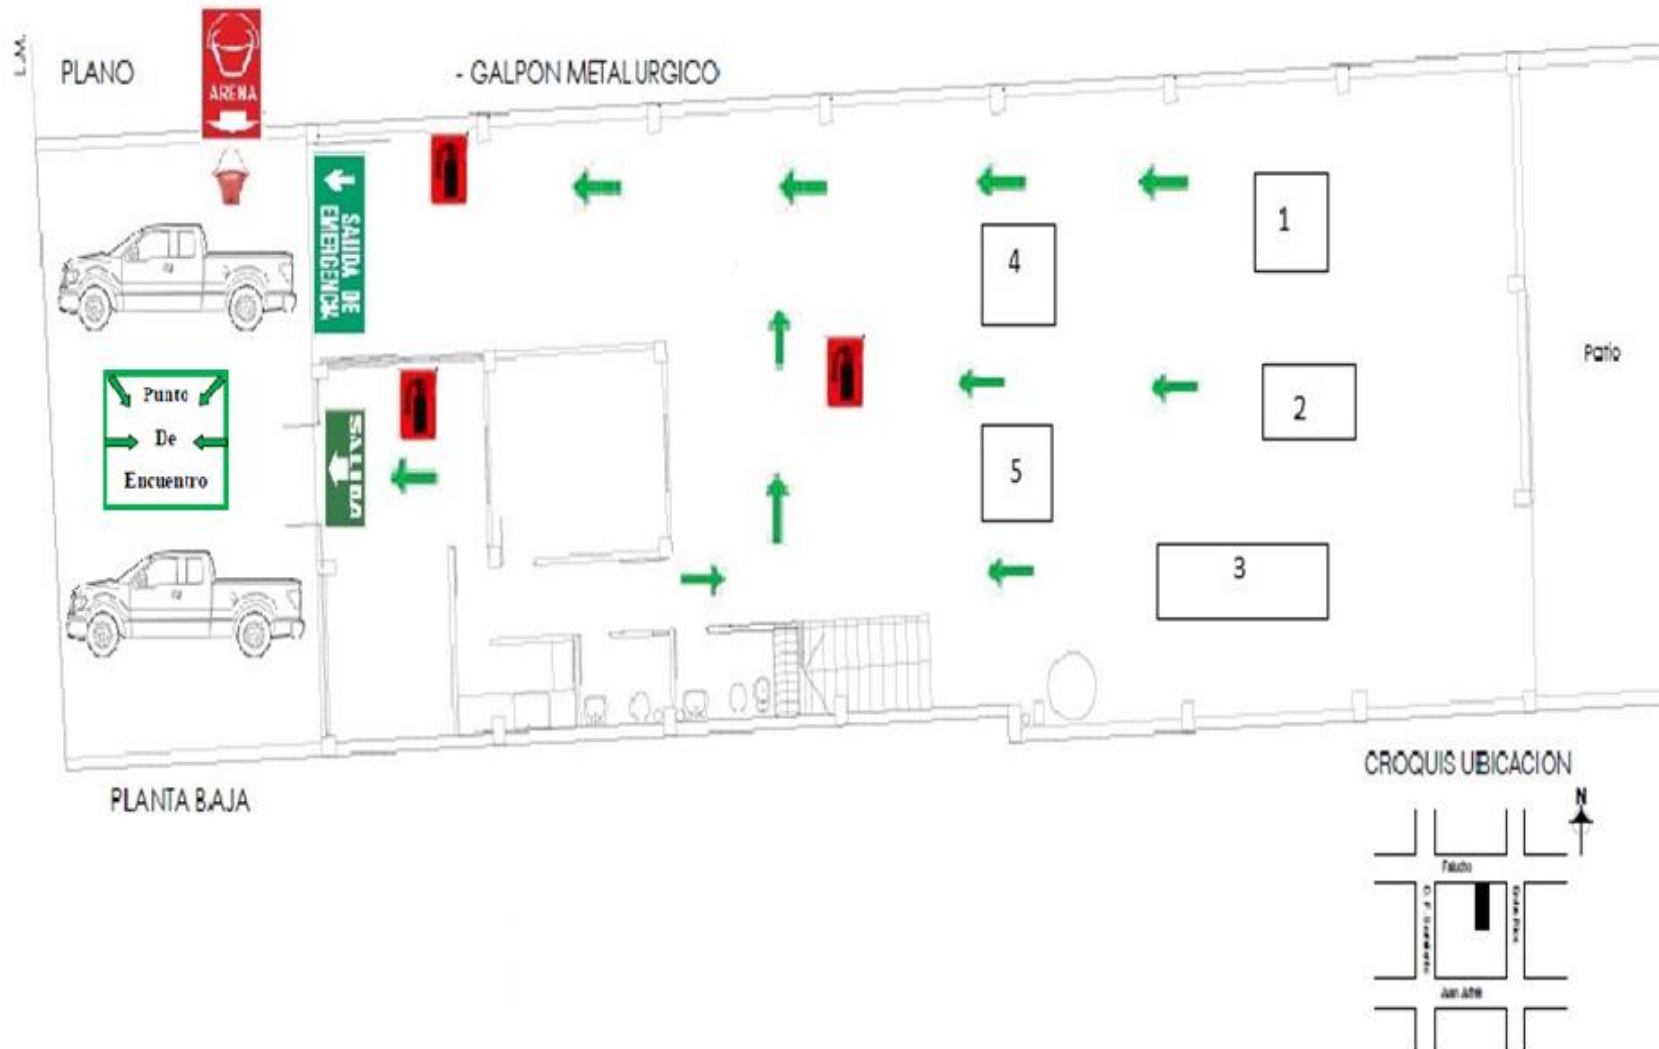 L.M.
PLANO
- GALPON METALURGICO
ARENA
SALIDA DE
EMERGENCIA
1
4
Punto
De
Encuentro
SALIDA
2
5
3
Patio
PLANTA BAJA
CROQUIS UBICACION
N
Falucho